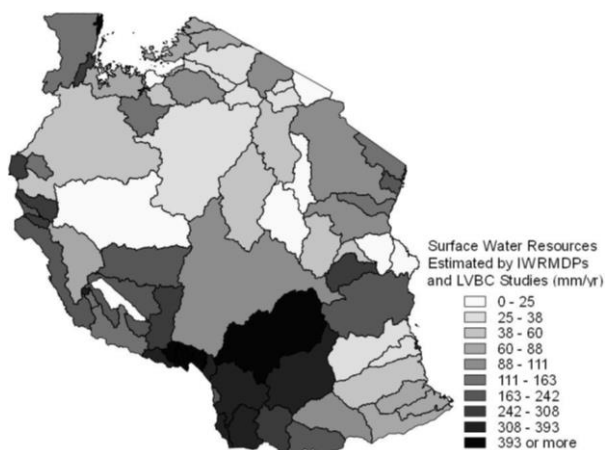 Surface Water Resources
Estimated by IWRMDPs
and LVBC Studies (mm/yr)
0 - 25
25 - 38
38 - 60
60 - 88
88 - 111
111 - 163
163 - 242
242 - 308
308 - 393
393 or more